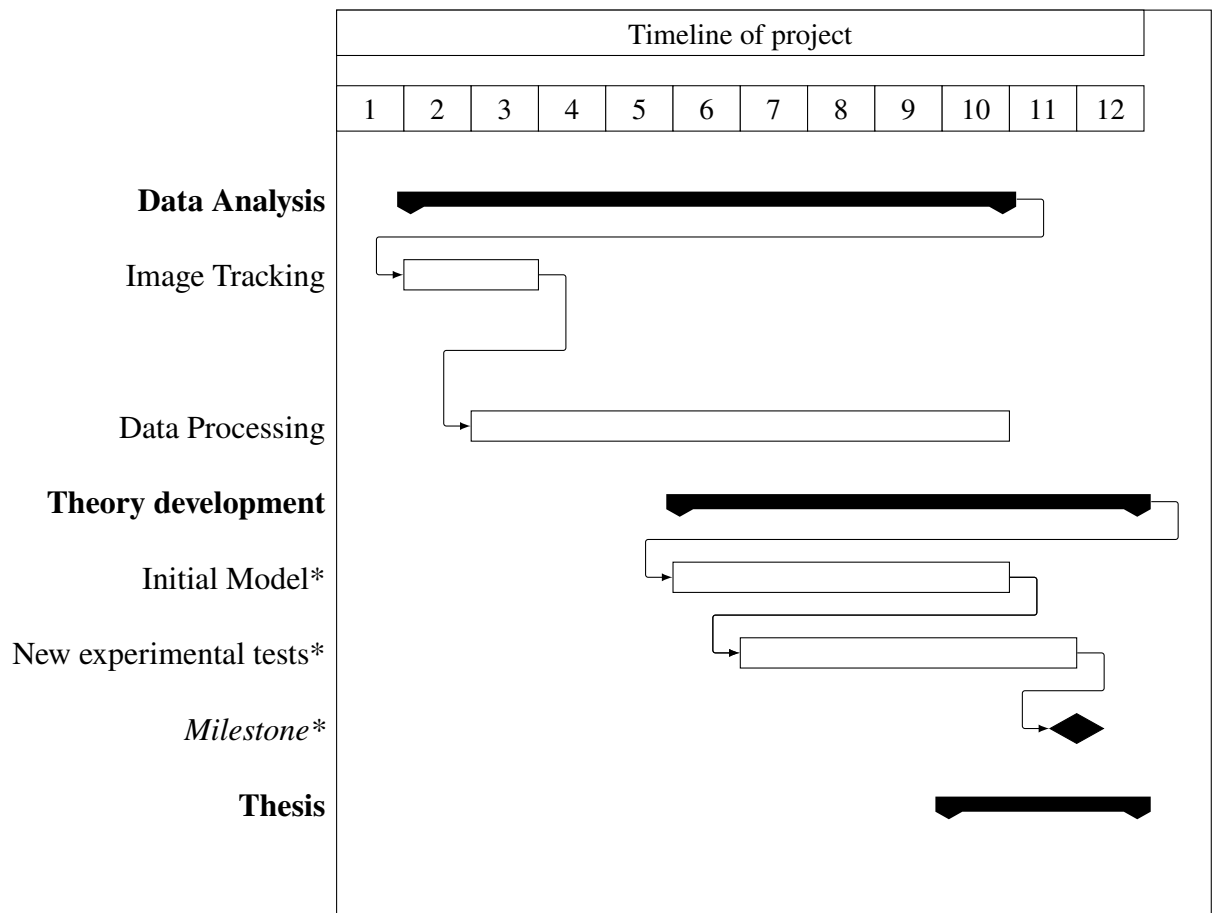 Timeline of project
1 2 3 4 5 6 7 8 9 10 11 12
Data Analysis
Image Tracking
Data Processing
Theory development
Initial Model*
New experimental tests*
Milestone*
Thesis